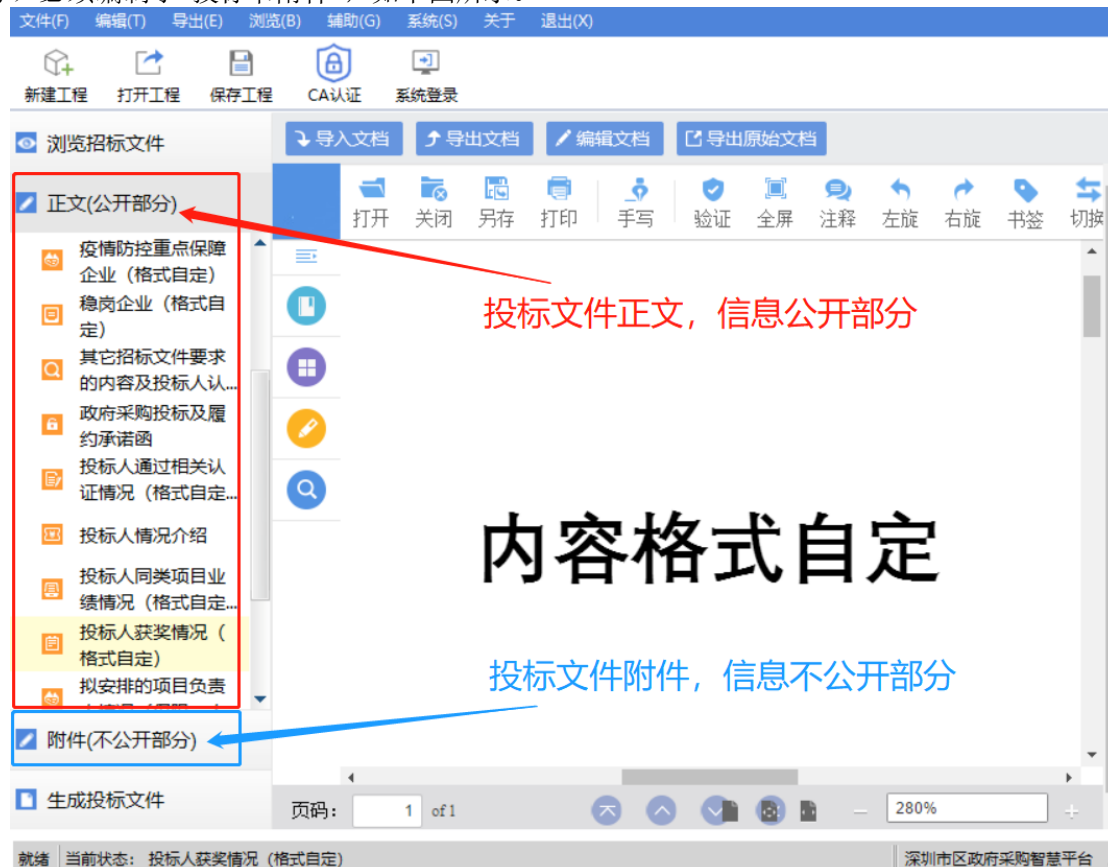 文件(F) 编辑(T) 导出(E) 浏览(B) 辅助(G) 系统(S) 关于 退出(X)
新建工程 打开工程 保存工程 CA认证 系统登录
浏览招标文件
导入文档 导出文档 编辑文档 导出原始文档
正文(公开部分)
打开 关闭 另存 打印 手写 验证 全屏 注释 左旋 右旋 书签 切换
疫情防控重点保障
企业（格式自定）
稳岗企业（格式自
定）
其它招标文件要求
的内容及投标人认...
政府采购投标及履
约承诺函
投标人通过相关认
证情况（格式自定...
投标人情况介绍
投标人同类项目业
绩情况（格式自定...
投标人获奖情况（
格式自定）
拟安排的项目负责
投标文件正文，信息公开部分
内容格式自定
投标文件附件，信息不公开部分
附件(不公开部分)
生成投标文件
页码： 1 of 1 280%
就绪 当前状态：投标人获奖情况（格式自定） 深圳市区政府采购智慧平台